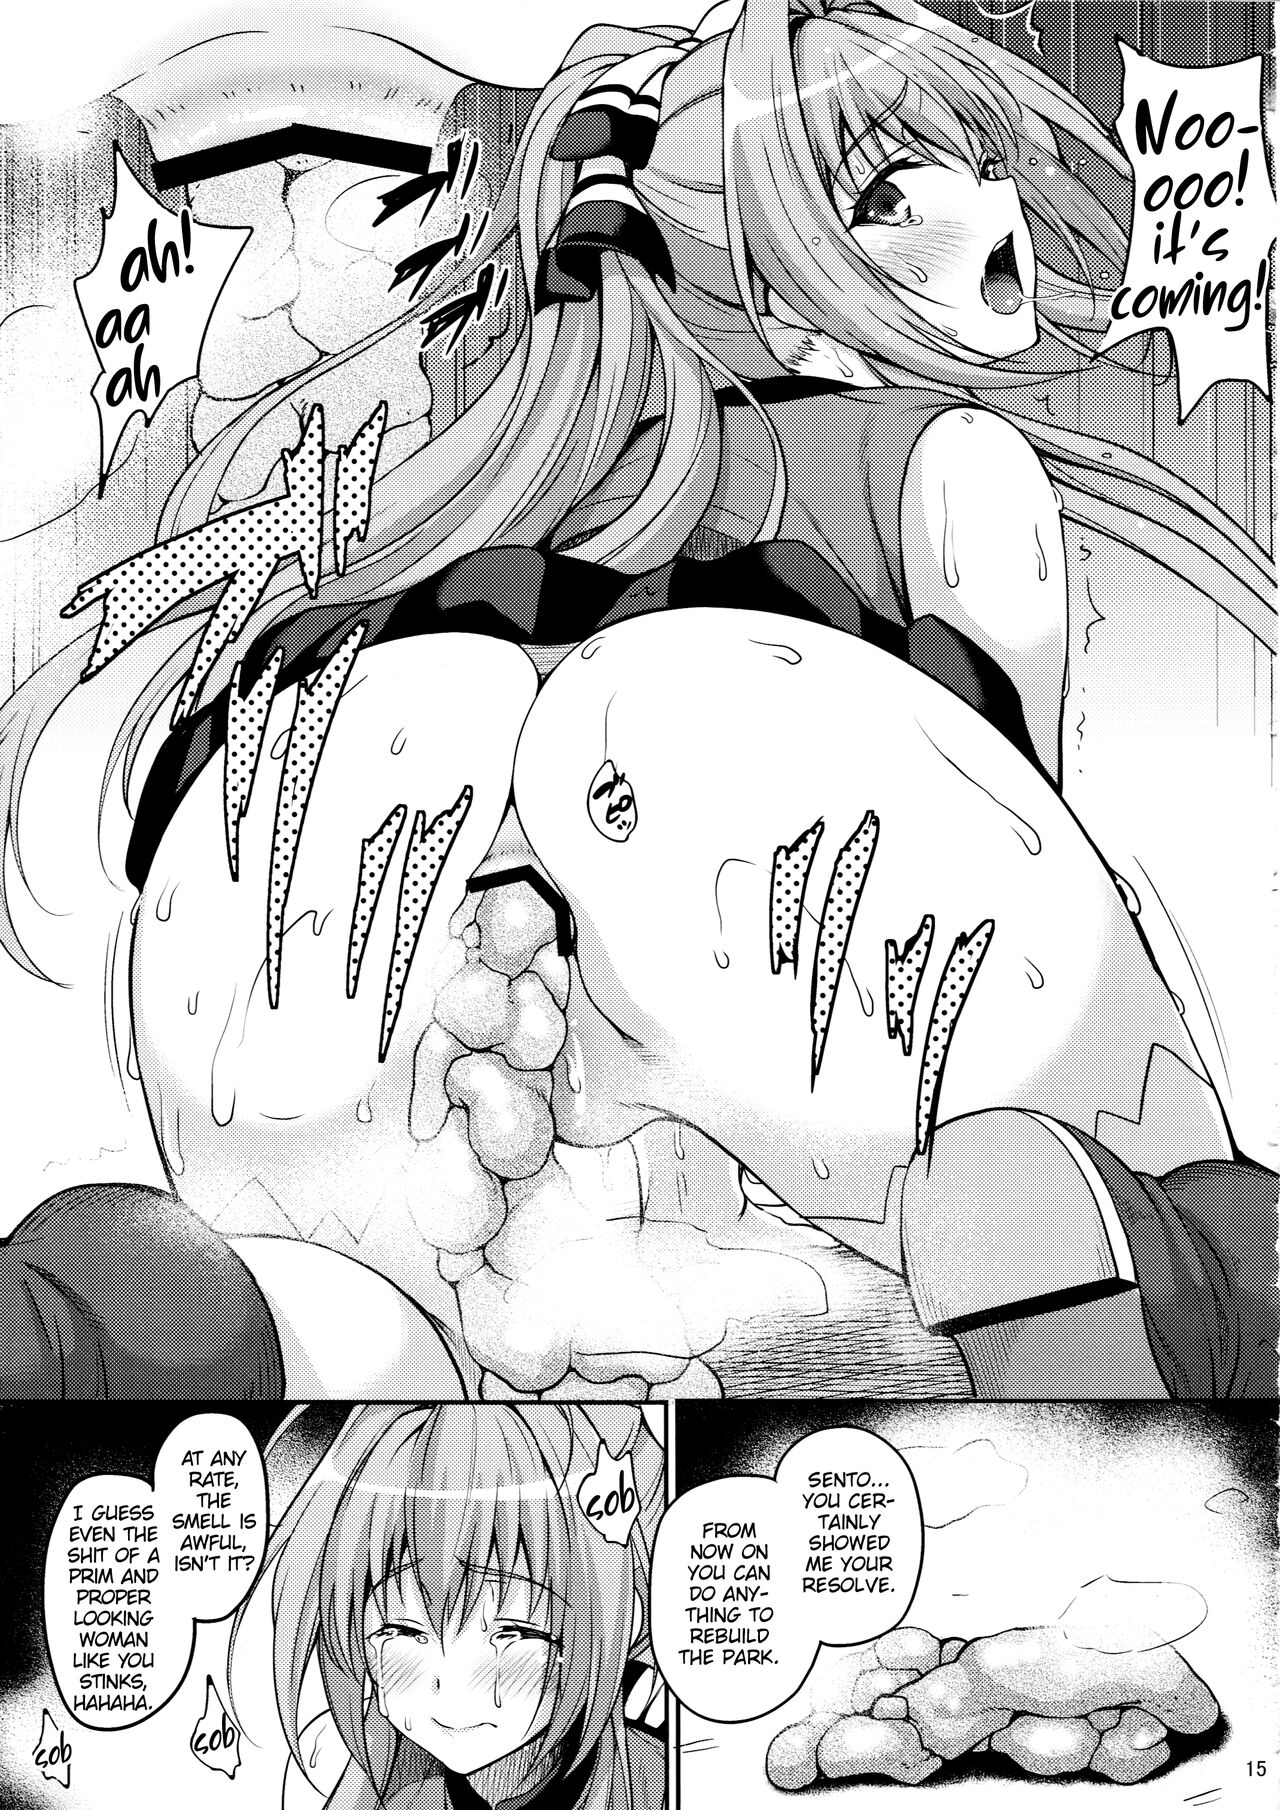 Noo-
ooo!
it's
coming!
ah!
aa
ah
SENTO...
YOU CER-
TAINLY
SHOWED
ME YOUR
RESOLVE.
FROM
NOW ON
YOU CAN
DO ANY-
THING TO
REBUILD
THE PARK.
sob
AT ANY
RATE, THE
SMELL IS
AWFUL,
ISN'T IT?
I GUESS
EVEN THE
SHIT OF A
PRIM AND
PROPER
LOOKING
WOMAN
LIKE YOU
STINKS,
HAHAHA.
sob
sob
15